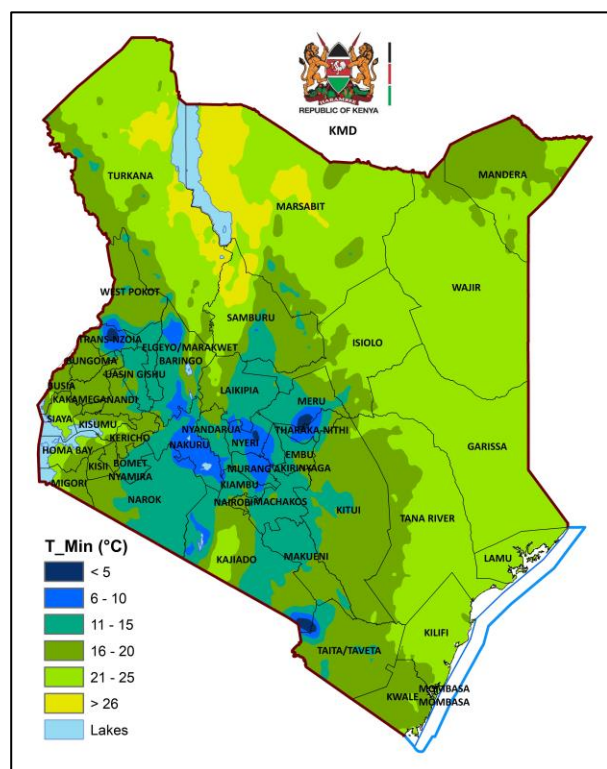 HARAMBEE
REPUBLIC OF KENYA
KMD
TURKANA
MANDERA
MARSABIT
WAJIR
WEST POKOT
SAMBURU
ISIOLO
TRANS-NZOIA
ELGEYO/MARAKWET
BUNGOMA
BARINGO
UASIN GISHU
LAIKIPIA
MERU
BUSIA
KAKAMEGA
NANDI
SIAYA
KISUMU
NYANDARUA
THARAKA-NITHI
GARISSA
KERICHO
NAKURU
NYERI
HOMA BAY
EMBU
KISII
BOMET
MURANG'A
KIRINYAGA
MIGORI
NYAMIRA
KIAMBU
NAROK
NAIROBI
MACHAKOS
KITUI
TANA RIVER
LAMU
KAJIADO
MAKUENI
KILIFI
TAITA/TAVETA
KWALE
MOMBASA
MOMBASA
T_Min (°C)
< 5
6 - 10
11 - 15
16 - 20
21 - 25
> 26
Lakes